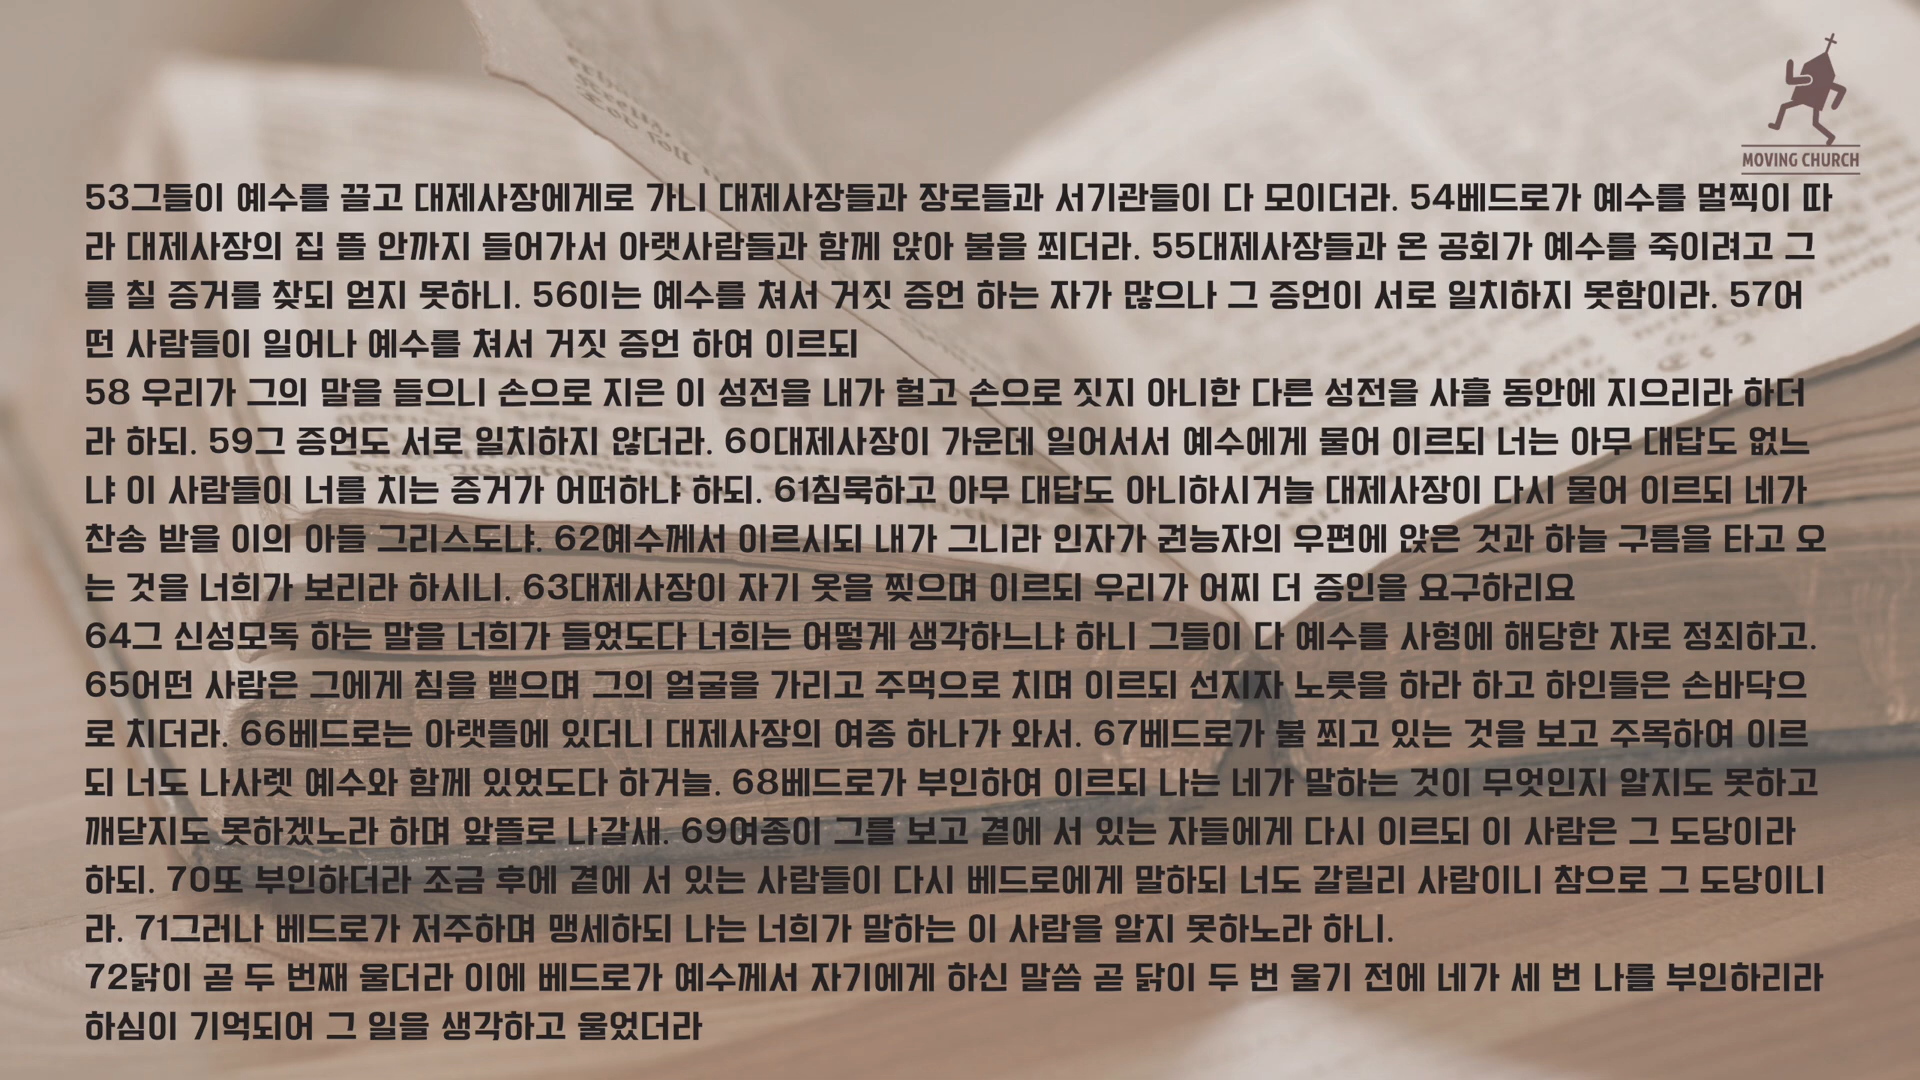 MOVING CHURCH
53그들이 예수를 끌고 대제사장에게로 가니 대제사장들과 장로들과 서기관들이 다 모이더라. 54베드로가 예수를 멀찍이 따
라 대제사장의 집 뜰 안까지 들어가서 아랫사람들과 함께 앉아 불을 쬐더라. 55대제사장들과 온 공회가 예수를 죽이려고 그
를 칠 증거를 찾되 얻지 못하니. 56이는 예수를 쳐서 거짓 증언 하는 자가 많으나 그 증언이 서로 일치하지 못함이라. 57어
떤 사람들이 일어나 예수를 쳐서 거짓 증언 하여 이르되
58 우리가 그의 말을 들으니 손으로 지은 이 성전을 내가 헐고 손으로 짓지 아니한 다른 성전을 사흘 동안에 지으리라 하더
라 하되. 59그 증언도 서로 일치하지 않더라. 60대제사장이 가운데 일어서서 예수에게 물어 이르되 너는 아무 대답도 없느
냐 이 사람들이 너를 치는 증거가 어떠하냐 하되. 61침묵하고 아무 대답도 아니하시거늘 대제사장이 다시 물어 이르되 네가
찬송 받을 이의 아들 그리스도냐. 62예수께서 이르시되 내가 그니라 인자가 권능자의 우편에 앉은 것과 하늘 구름을 타고 오
는 것을 너희가 보리라 하시니. 63대제사장이 자기 옷을 찢으며 이르되 우리가 어찌 더 증인을 요구하리요
64그 신성모독 하는 말을 너희가 들었도다 너희는 어떻게 생각하느냐 하니 그들이 다 예수를 사형에 해당한 자로 정죄하고.
65어떤 사람은 그에게 침을 뱉으며 그의 얼굴을 가리고 주먹으로 치며 이르되 선지자 노릇을 하라 하고 하인들은 손바닥으
로 치더라. 66베드로는 아랫뜰에 있더니 대제사장의 여종 하나가 와서. 67베드로가 불 쬐고 있는 것을 보고 주목하여 이르
되 너도 나사렛 예수와 함께 있었도다 하거늘. 68베드로가 부인하여 이르되 나는 네가 말하는 것이 무엇인지 알지도 못하고
깨닫지도 못하겠노라 하며 앞뜰로 나갈새. 69여종이 그를 보고 곁에 서 있는 자들에게 다시 이르되 이 사람은 그 도당이라
하되. 70또 부인하더라 조금 후에 곁에 서 있는 사람들이 다시 베드로에게 말하되 너도 갈릴리 사람이니 참으로 그 도당이니
라. 71그러나 베드로가 저주하며 맹세하되 나는 너희가 말하는 이 사람을 알지 못하노라 하니.
72닭이 곧 두 번째 울더라 이에 베드로가 예수께서 자기에게 하신 말씀 곧 닭이 두 번 울기 전에 네가 세 번 나를 부인하리라
하심이 기억되어 그 일을 생각하고 울었더라